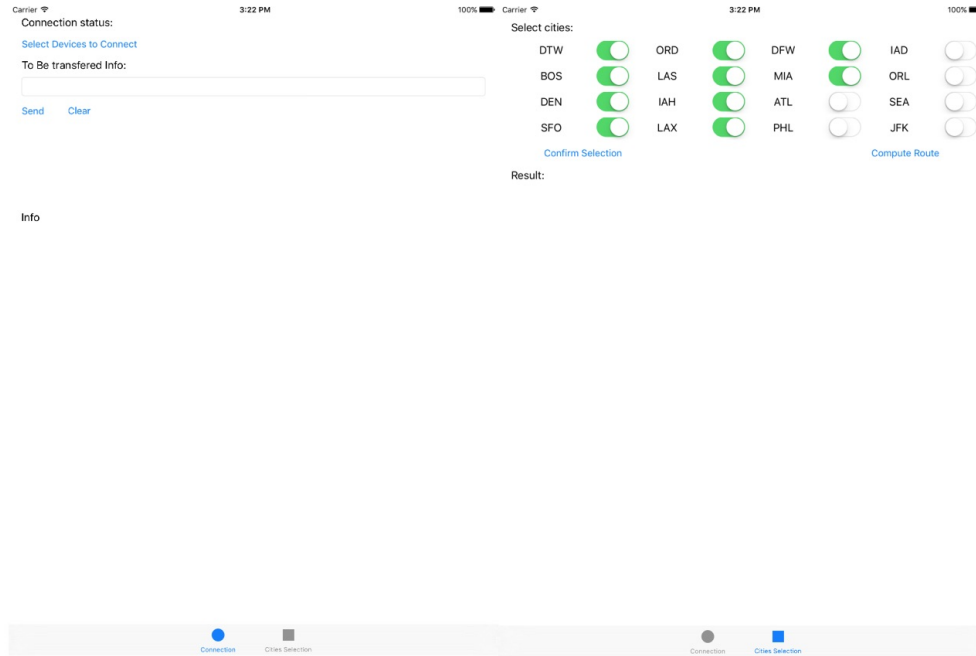 Carrier 3:22 PM 100%
Connection status:
Select Devices to Connect
To Be transfered Info:
Send Clear
Info
Connection Cities Selection
Carrier 3:22 PM 100%
Select cities:
DTW ORD DFW IAD
BOS LAS MIA ORL
DEN IAH ATL SEA
SFO LAX PHL JFK
Confirm Selection Compute Route
Result:
Connection Cities Selection